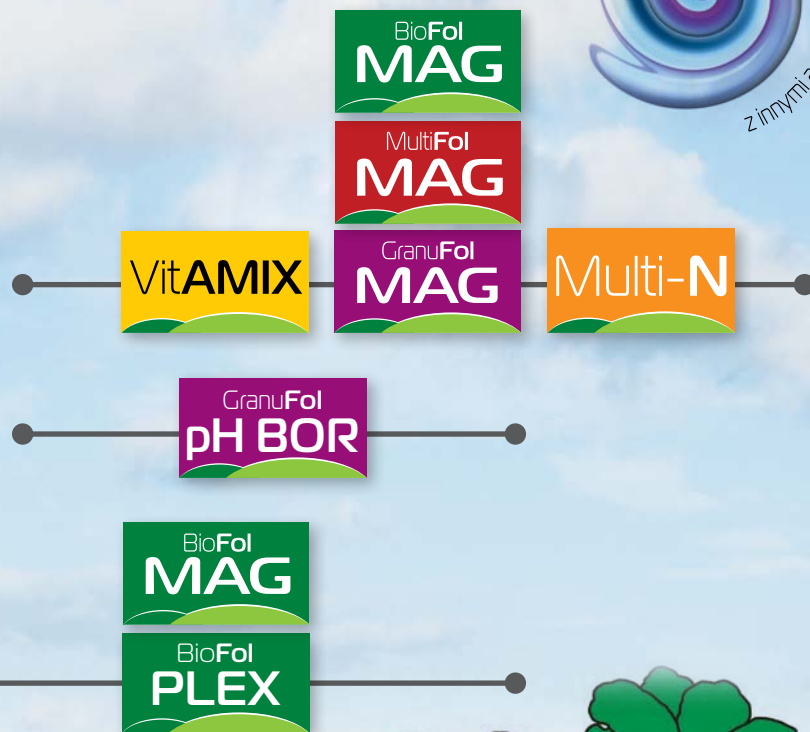 BioFol
MAG
z innymi
MultiFol
MAG
VitAMIX
GranuFol
MAG
Multi-N
GranuFol
pH BOR
BioFol
MAG
BioFol
PLEX